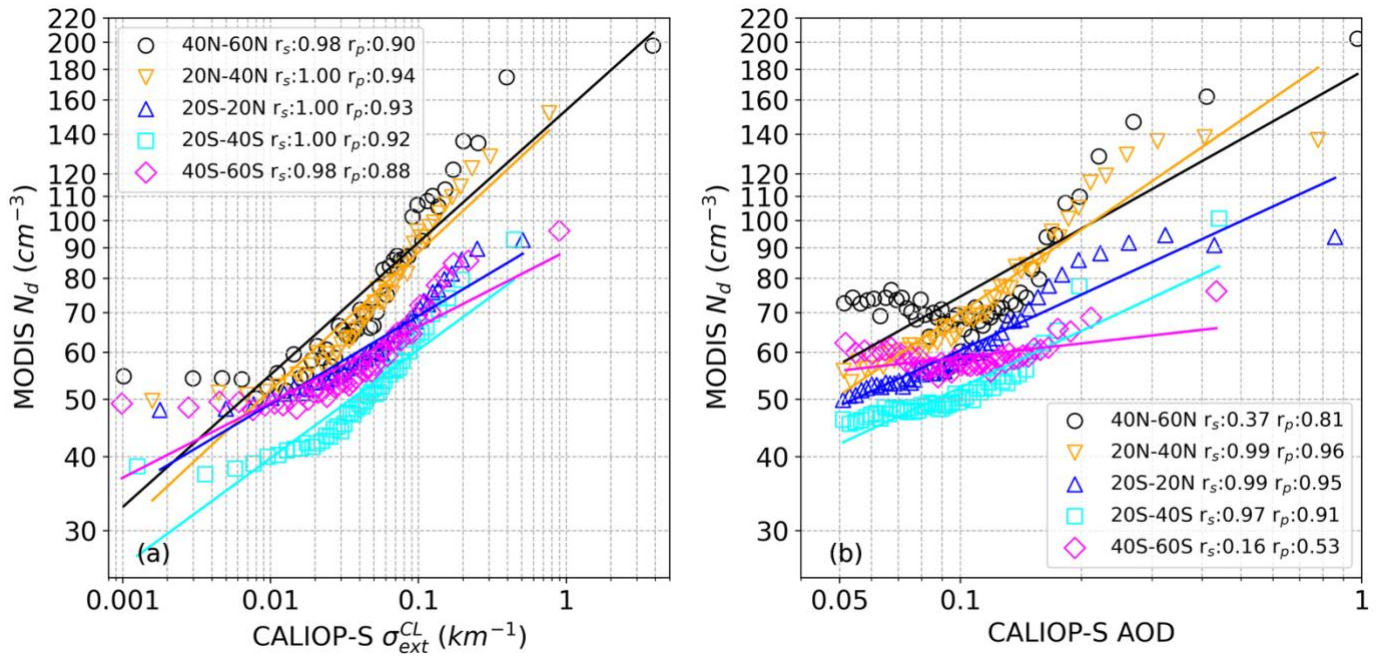 220
200
180
160
140
120
110
100
90
80
70
60
50
40
30
MODIS N_d (cm⁻³)
40N-60N r_s:0.98 r_p:0.90
20N-40N r_s:1.00 r_p:0.94
20S-20N r_s:1.00 r_p:0.93
20S-40S r_s:1.00 r_p:0.92
40S-60S r_s:0.98 r_p:0.88
(a)
0.001 0.01 0.1 1
CALIOP-S σ_ext^CL (km⁻¹)
220
200
180
160
140
120
110
100
90
80
70
60
50
40
30
MODIS N_d (cm⁻³)
40N-60N r_s:0.37 r_p:0.81
20N-40N r_s:0.99 r_p:0.96
20S-20N r_s:0.99 r_p:0.95
20S-40S r_s:0.97 r_p:0.91
40S-60S r_s:0.16 r_p:0.53
(b)
0.05 0.1 1
CALIOP-S AOD